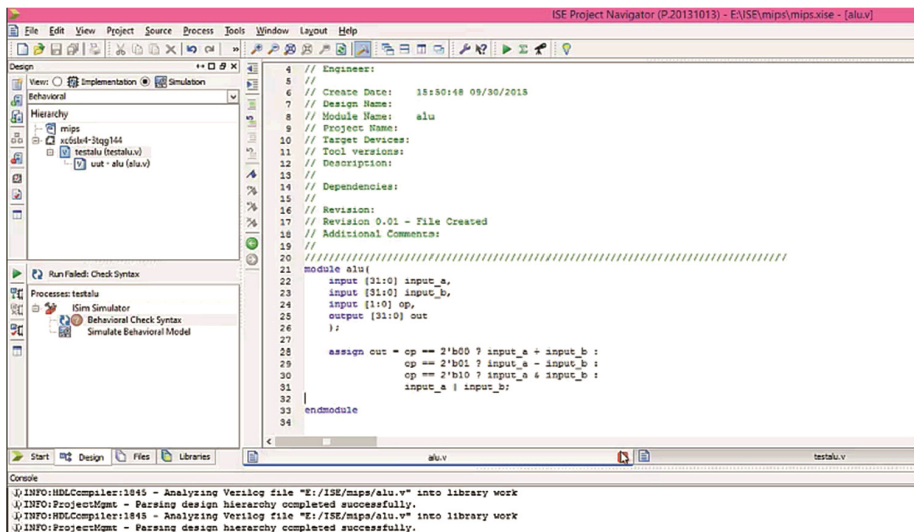 ISE Project Navigator (P.20131013) - E:\ISE\mips\mips.xise - [alu.v]
File Edit View Project Source Process Tools Window Layout Help
Design
View: Implementation Simulation
Behavioral
Hierarchy
mips
xc6slx4-3tqg144
testalu (testalu.v)
uut - alu (alu.v)
Run Failed: Check Syntax
Processes: testalu
ISim Simulator
Behavioral Check Syntax
Simulate Behavioral Model
Start Design Files Libraries
4 // Engineer:
5 //
6 // Create Date: 15:50:48 09/30/2015
7 // Design Name:
8 // Module Name: alu
9 // Project Name:
10 // Target Devices:
11 // Tool versions:
12 // Description:
13 //
14 // Dependencies:
15 //
16 // Revision:
17 // Revision 0.01 - File Created
18 // Additional Comments:
19 //
20 //////////////////////////////////////////////////////////////////////////////////
21 module alu(
22 input [31:0] input_a,
23 input [31:0] input_b,
24 input [1:0] op,
25 output [31:0] out
26 );
27
28 assign out = op == 2'b00 ? input_a + input_b :
29 op == 2'b01 ? input_a - input_b :
30 op == 2'b10 ? input_a & input_b :
31 input_a | input_b;
32
33 endmodule
34
alu.v
testalu.v
Console
INFO:HDLCompiler:1845 - Analyzing Verilog file "E:/ISE/mips/alu.v" into library work
INFO:ProjectMgmt - Parsing design hierarchy completed successfully.
INFO:HDLCompiler:1845 - Analyzing Verilog file "E:/ISE/mips/alu.v" into library work
INFO:ProjectMgmt - Parsing design hierarchy completed successfully.